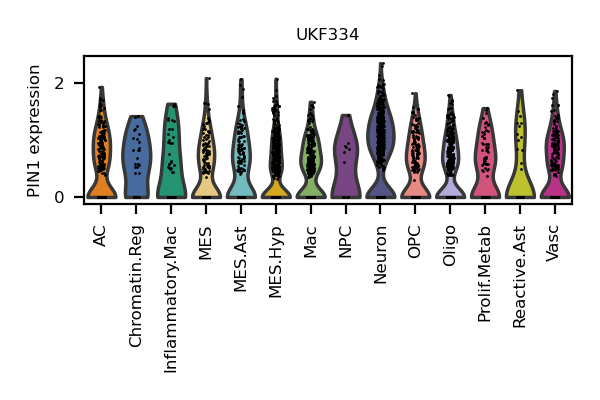 UKF334
PIN1 expression
2
0
AC
Chromatin.Reg
Inflammatory.Mac
MES
MES.Ast
MES.Hyp
Mac
NPC
Neuron
OPC
Oligo
Prolif.Metab
Reactive.Ast
Vasc